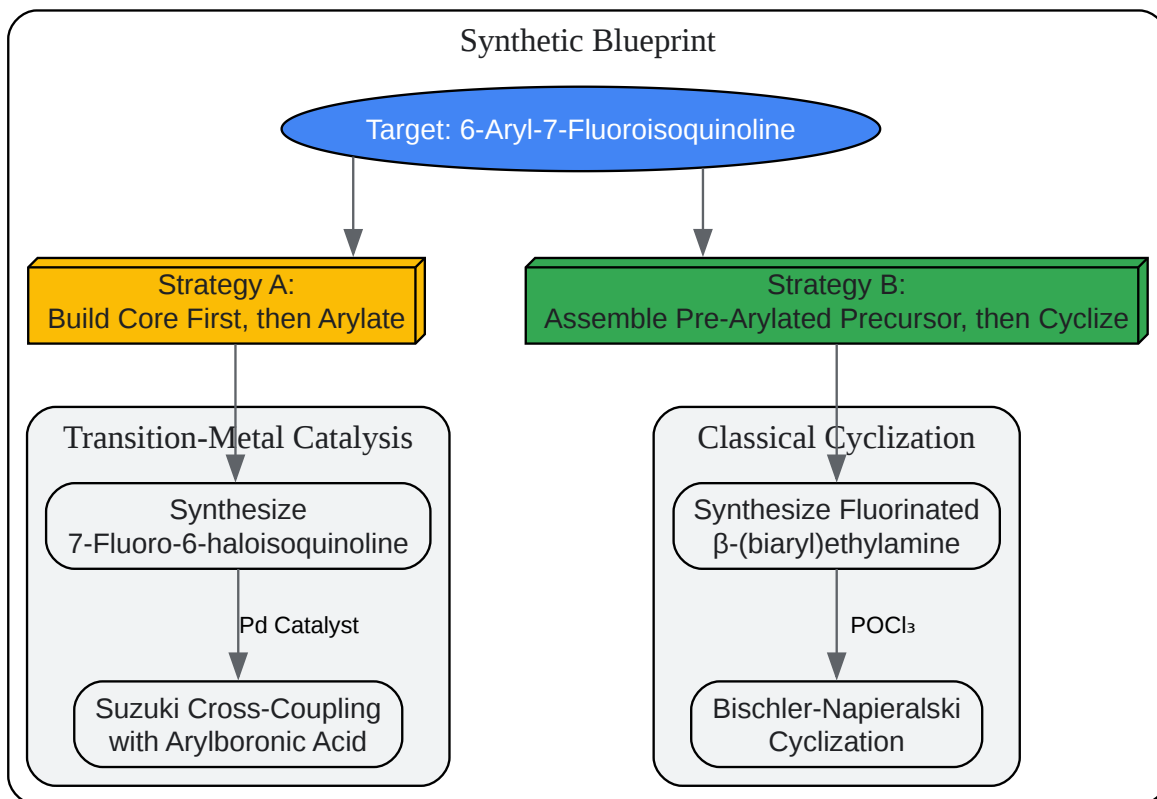 Synthetic Blueprint
Target: 6-Aryl-7-Fluoroisoquinoline
Strategy A:
Build Core First, then Arylate
Strategy B:
Assemble Pre-Arylated Precursor, then Cyclize
Transition-Metal Catalysis
Synthesize
7-Fluoro-6-haloisoquinoline
Pd Catalyst
Suzuki Cross-Coupling
with Arylboronic Acid
Classical Cyclization
Synthesize Fluorinated
β-(biaryl)ethylamine
POCl₃
Bischler-Napieralski
Cyclization